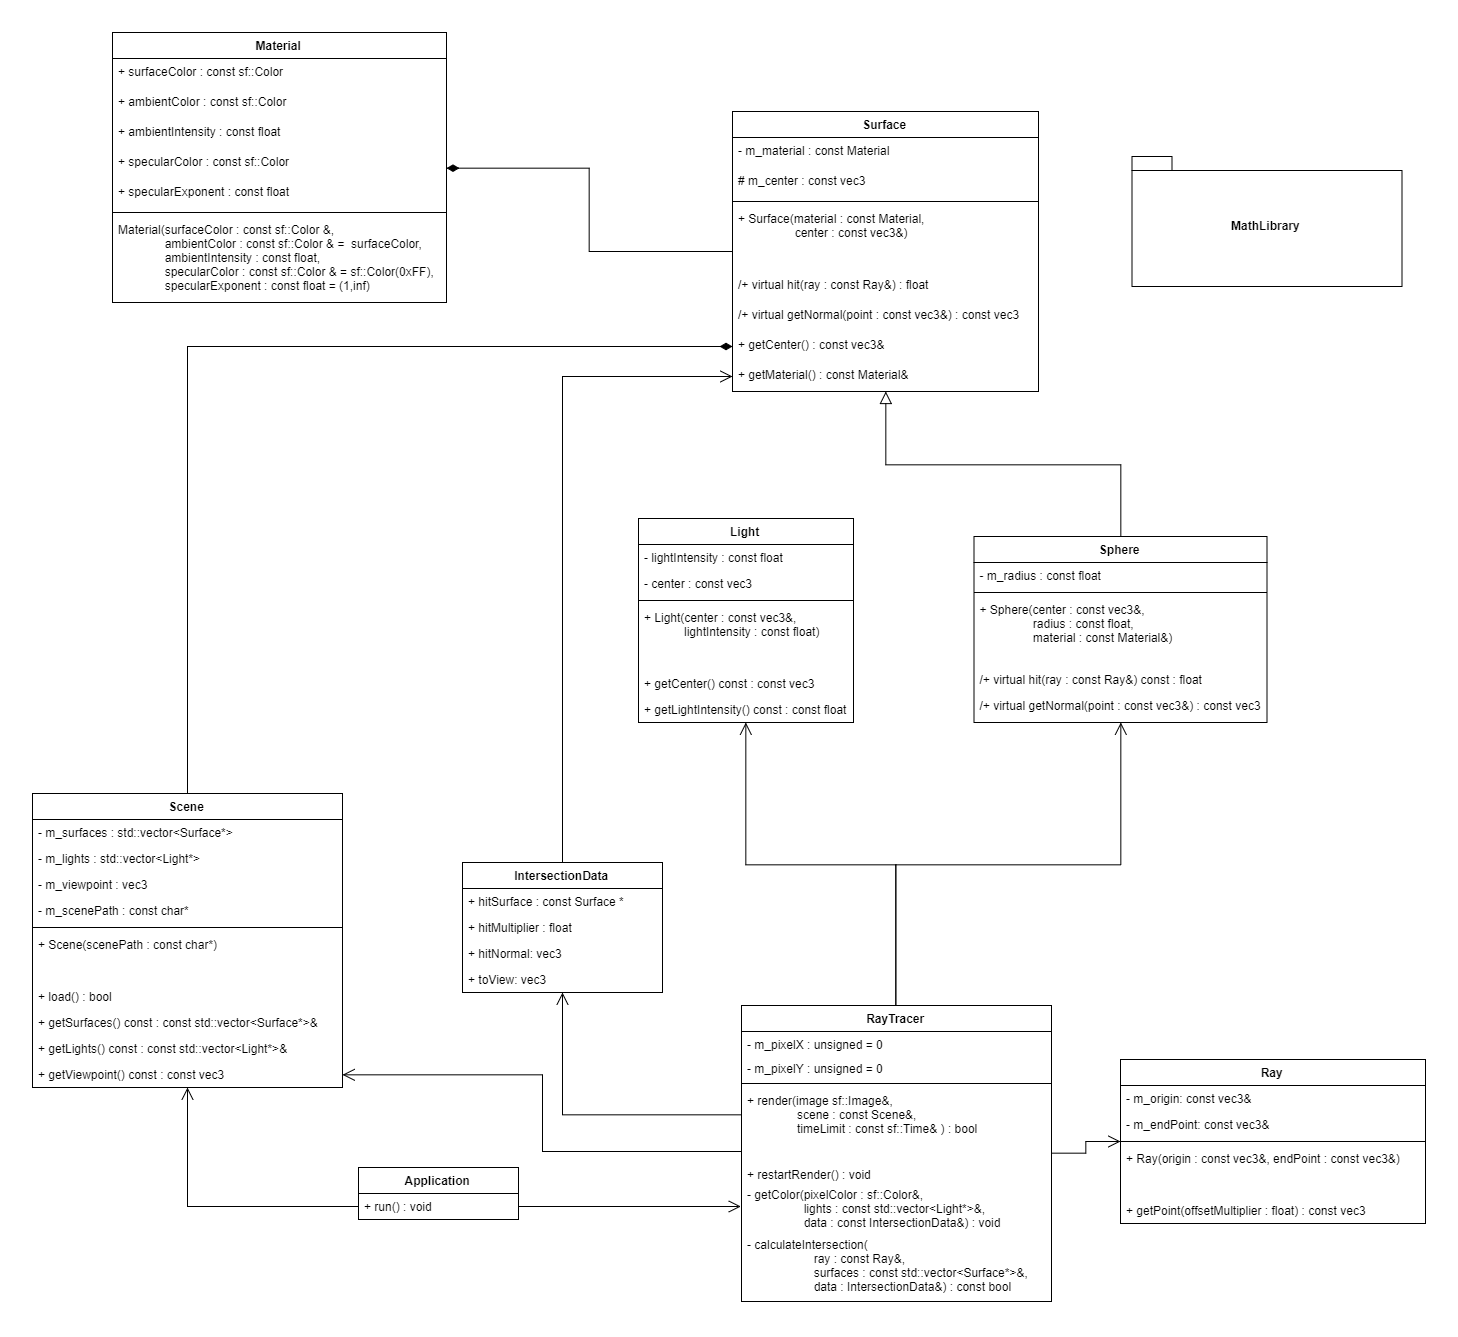 Material
+ surfaceColor : const sf::Color
+ ambientColor : const sf::Color
+ ambientIntensity : const float
+ specularColor : const sf::Color
+ specularExponent : const float
Material(surfaceColor : const sf::Color &,
ambientColor : const sf::Color & =  surfaceColor,
ambientIntensity : const float,
specularColor : const sf::Color & = sf::Color(0xFF),
specularExponent : const float = (1,inf)
Surface
- m_material : const Material
# m_center : const vec3
+ Surface(material : const Material,
center : const vec3&)
/+ virtual hit(ray : const Ray&) : float
/+ virtual getNormal(point : const vec3&) : const vec3
+ getCenter() : const vec3&
+ getMaterial() : const Material&
MathLibrary
Light
- lightIntensity : const float
- center : const vec3
+ Light(center : const vec3&,
lightIntensity : const float)
+ getCenter() const : const vec3
+ getLightIntensity() const : const float
Sphere
- m_radius : const float
+ Sphere(center : const vec3&,
radius : const float,
material : const Material&)
/+ virtual hit(ray : const Ray&) const : float
/+ virtual getNormal(point : const vec3&) : const vec3
Scene
- m_surfaces : std::vector<Surface*>
- m_lights : std::vector<Light*>
- m_viewpoint : vec3
- m_scenePath : const char*
+ Scene(scenePath : const char*)
+ load() : bool
+ getSurfaces() const : const std::vector<Surface*>&
+ getLights() const : const std::vector<Light*>&
+ getViewpoint() const : const vec3
IntersectionData
+ hitSurface : const Surface *
+ hitMultiplier : float
+ hitNormal: vec3
+ toView: vec3
RayTracer
- m_pixelX : unsigned = 0
- m_pixelY : unsigned = 0
+ render(image sf::Image&,
scene : const Scene&,
timeLimit : const sf::Time& ) : bool
+ restartRender() : void
- getColor(pixelColor : sf::Color&,
lights : const std::vector<Light*>&,
data : const IntersectionData&) : void
- calculateIntersection(
ray : const Ray&,
surfaces : const std::vector<Surface*>&,
data : IntersectionData&) : const bool
Ray
- m_origin: const vec3&
- m_endPoint: const vec3&
+ Ray(origin : const vec3&, endPoint : const vec3&)
+ getPoint(offsetMultiplier : float) : const vec3
Application
+ run() : void